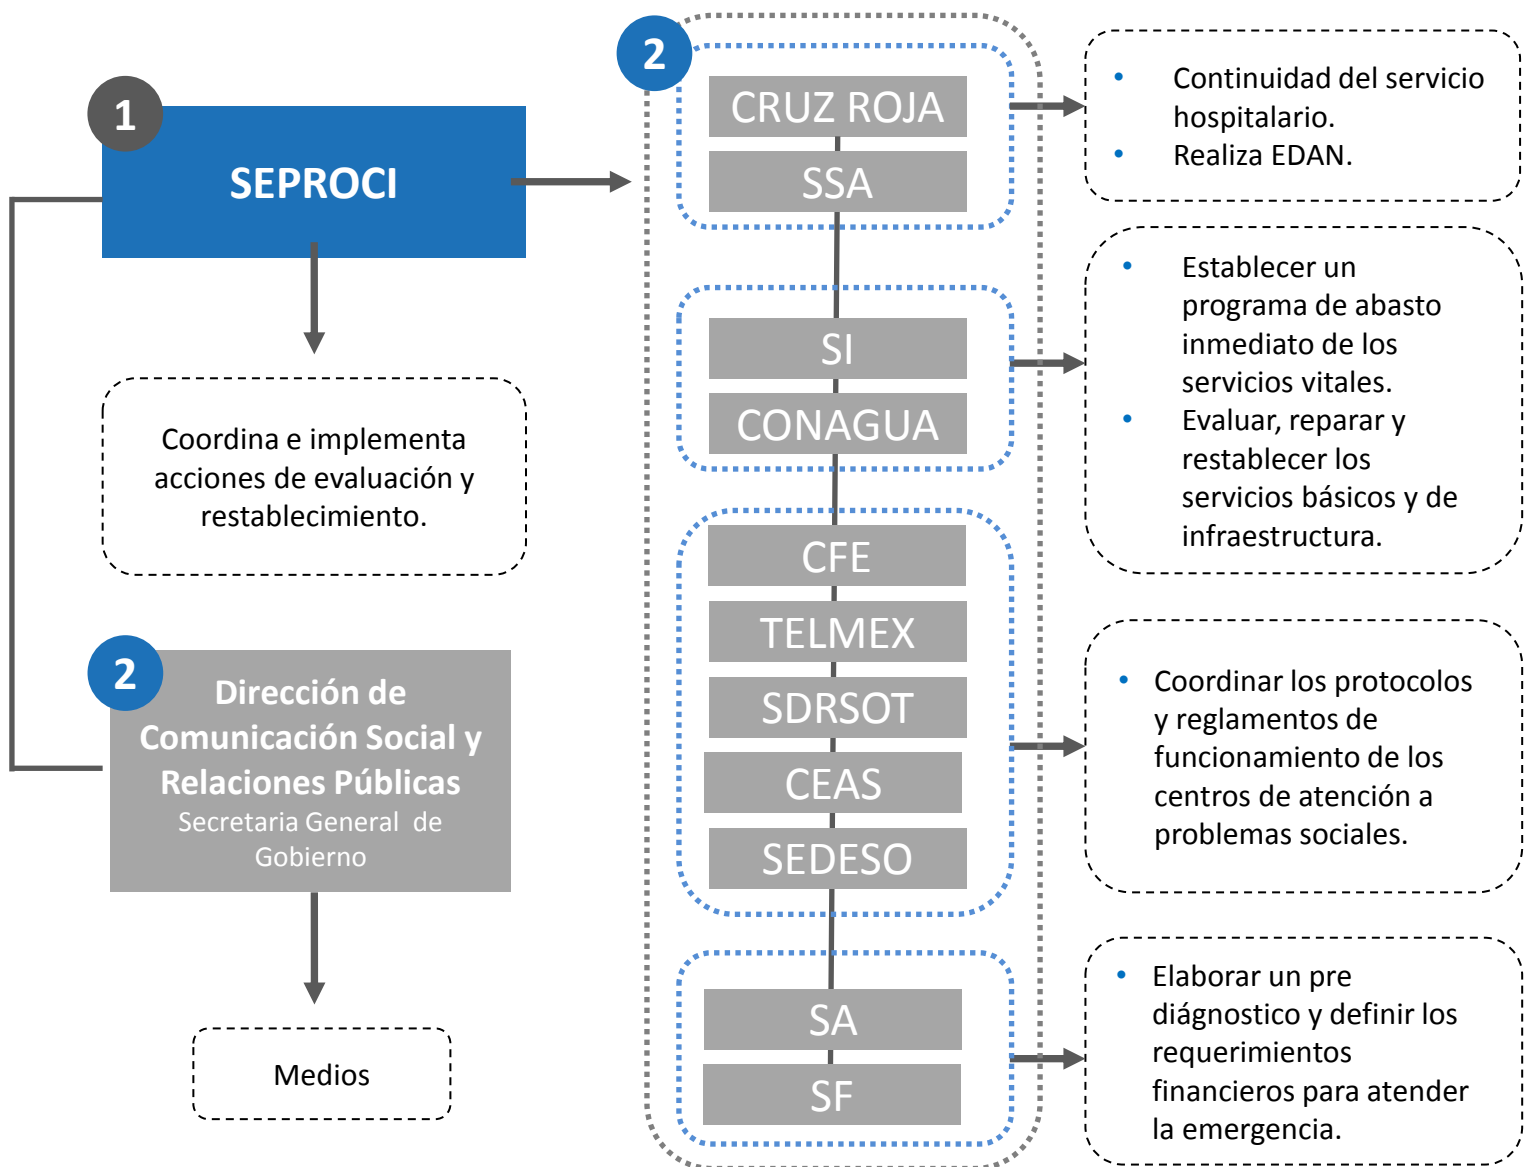 1
SEPROCI
Coordina e implementa
acciones de evaluación y
restablecimiento.
2
Dirección de
Comunicación Social y
Relaciones Públicas
Secretaria General de
Gobierno
Medios
2
CRUZ ROJA
SSA
SI
CONAGUA
CFE
TELMEX
SDRSOT
CEAS
SEDESO
SA
SF
• Continuidad del servicio
hospitalario.
• Realiza EDAN.
• Establecer un
programa de abasto
inmediato de los
servicios vitales.
• Evaluar, reparar y
restablecer los
servicios básicos y de
infraestructura.
• Coordinar los protocolos
y reglamentos de
funcionamiento de los
centros de atención a
problemas sociales.
• Elaborar un pre
diágnostico y definir los
requerimientos
financieros para atender
la emergencia.